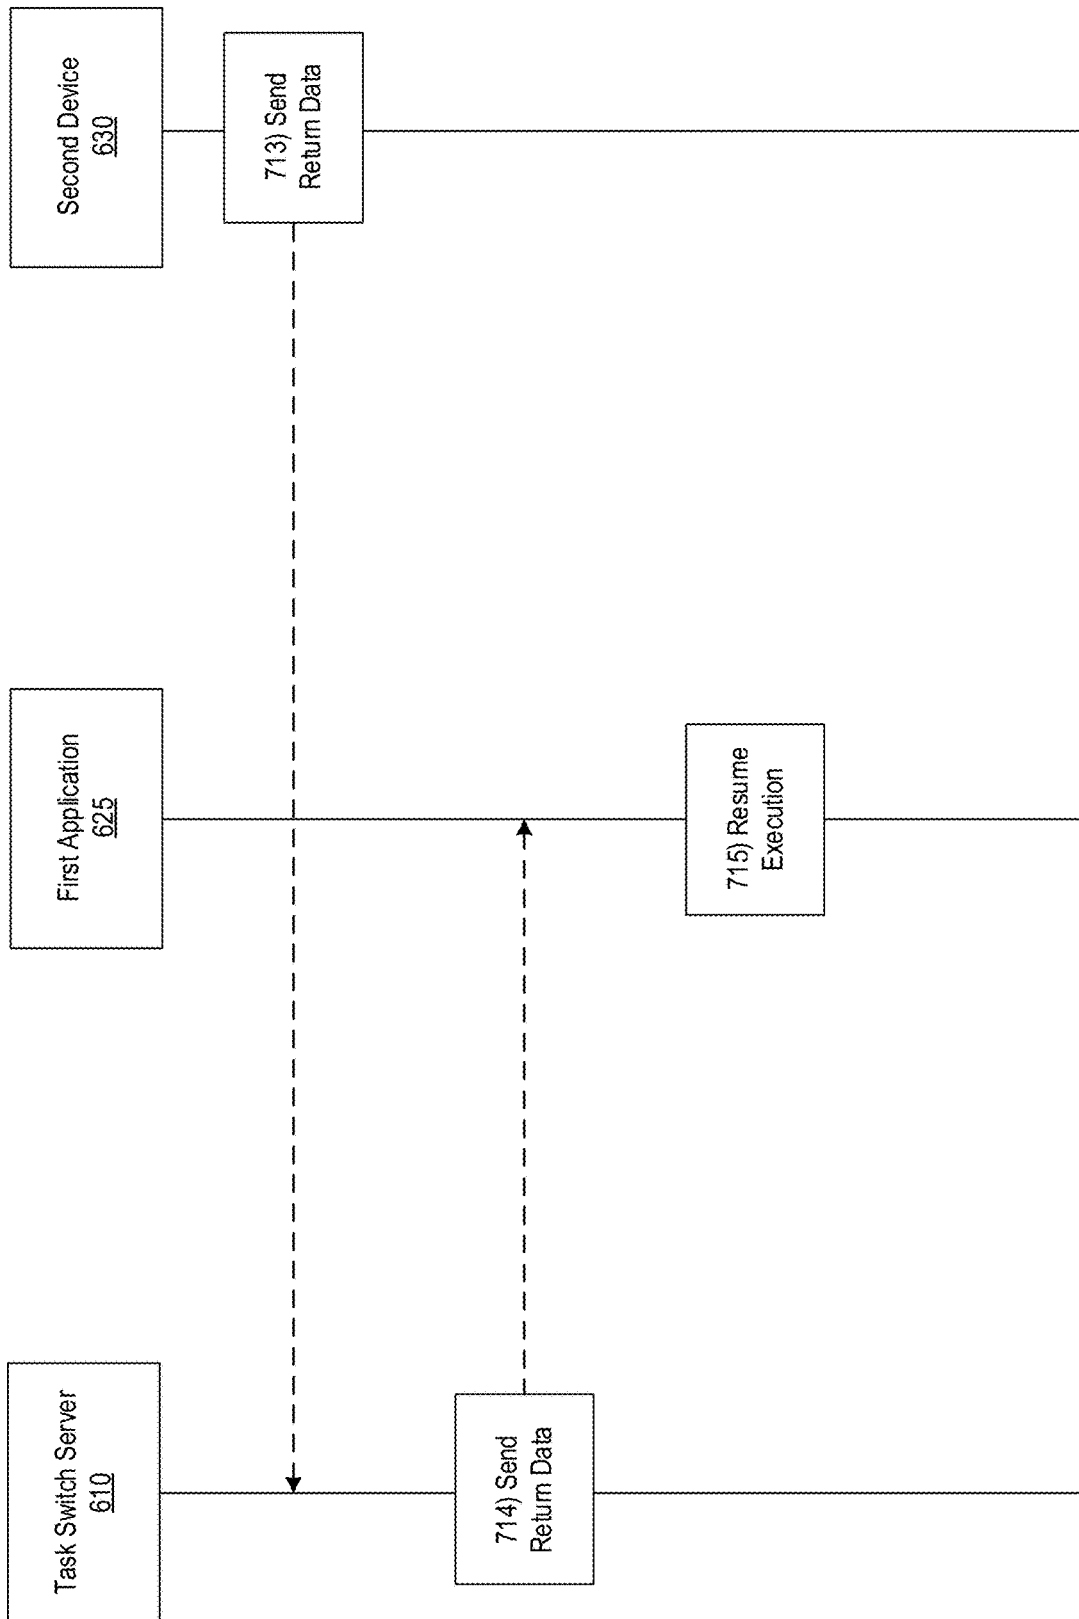 Task Switch Server
610
First Application
625
Second Device
630
713) Send
Return Data
714) Send
Return Data
715) Resume
Execution